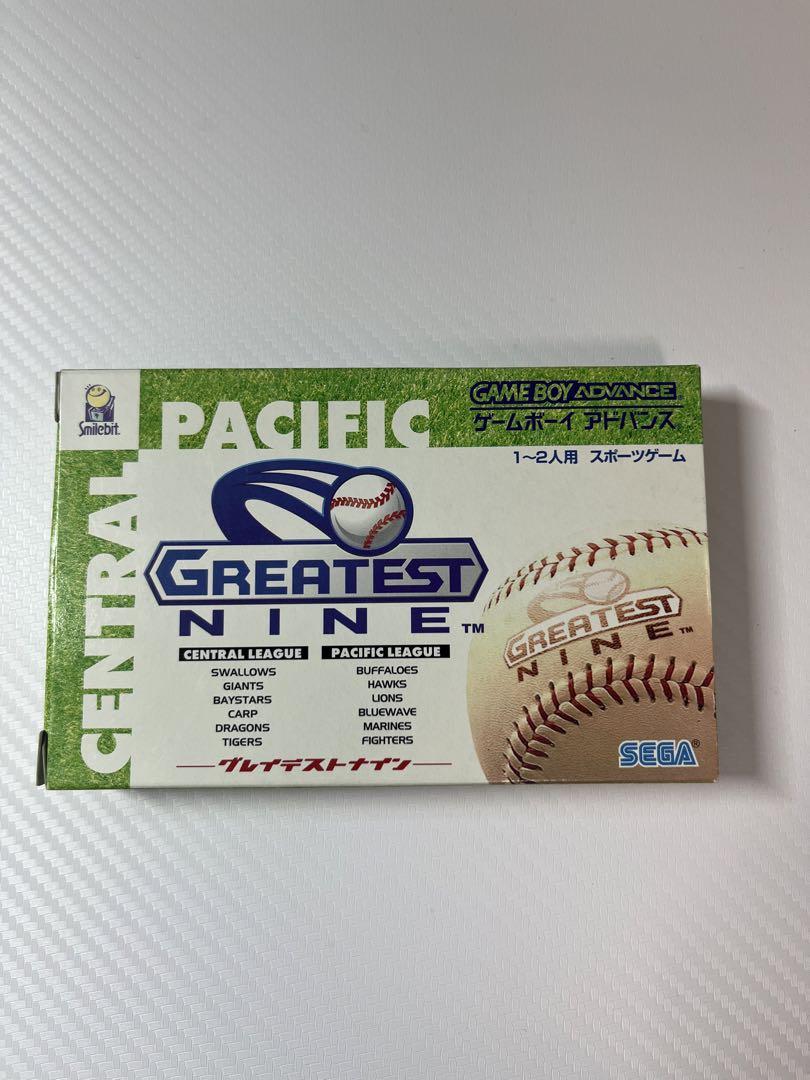 Smilebit.
PACIFIC
CENTRAL
GAME BOY ADVANCE
ゲームボーイ アドバンス
1〜2人用 スポーツゲーム
GREATEST
NINE™
CENTRAL LEAGUE
SWALLOWS
GIANTS
BAYSTARS
CARP
DRAGONS
TIGERS
PACIFIC LEAGUE
BUFFALOES
HAWKS
LIONS
BLUEWAVE
MARINES
FIGHTERS
グレイテストナイン
GREATEST
NINE™
SEGA®